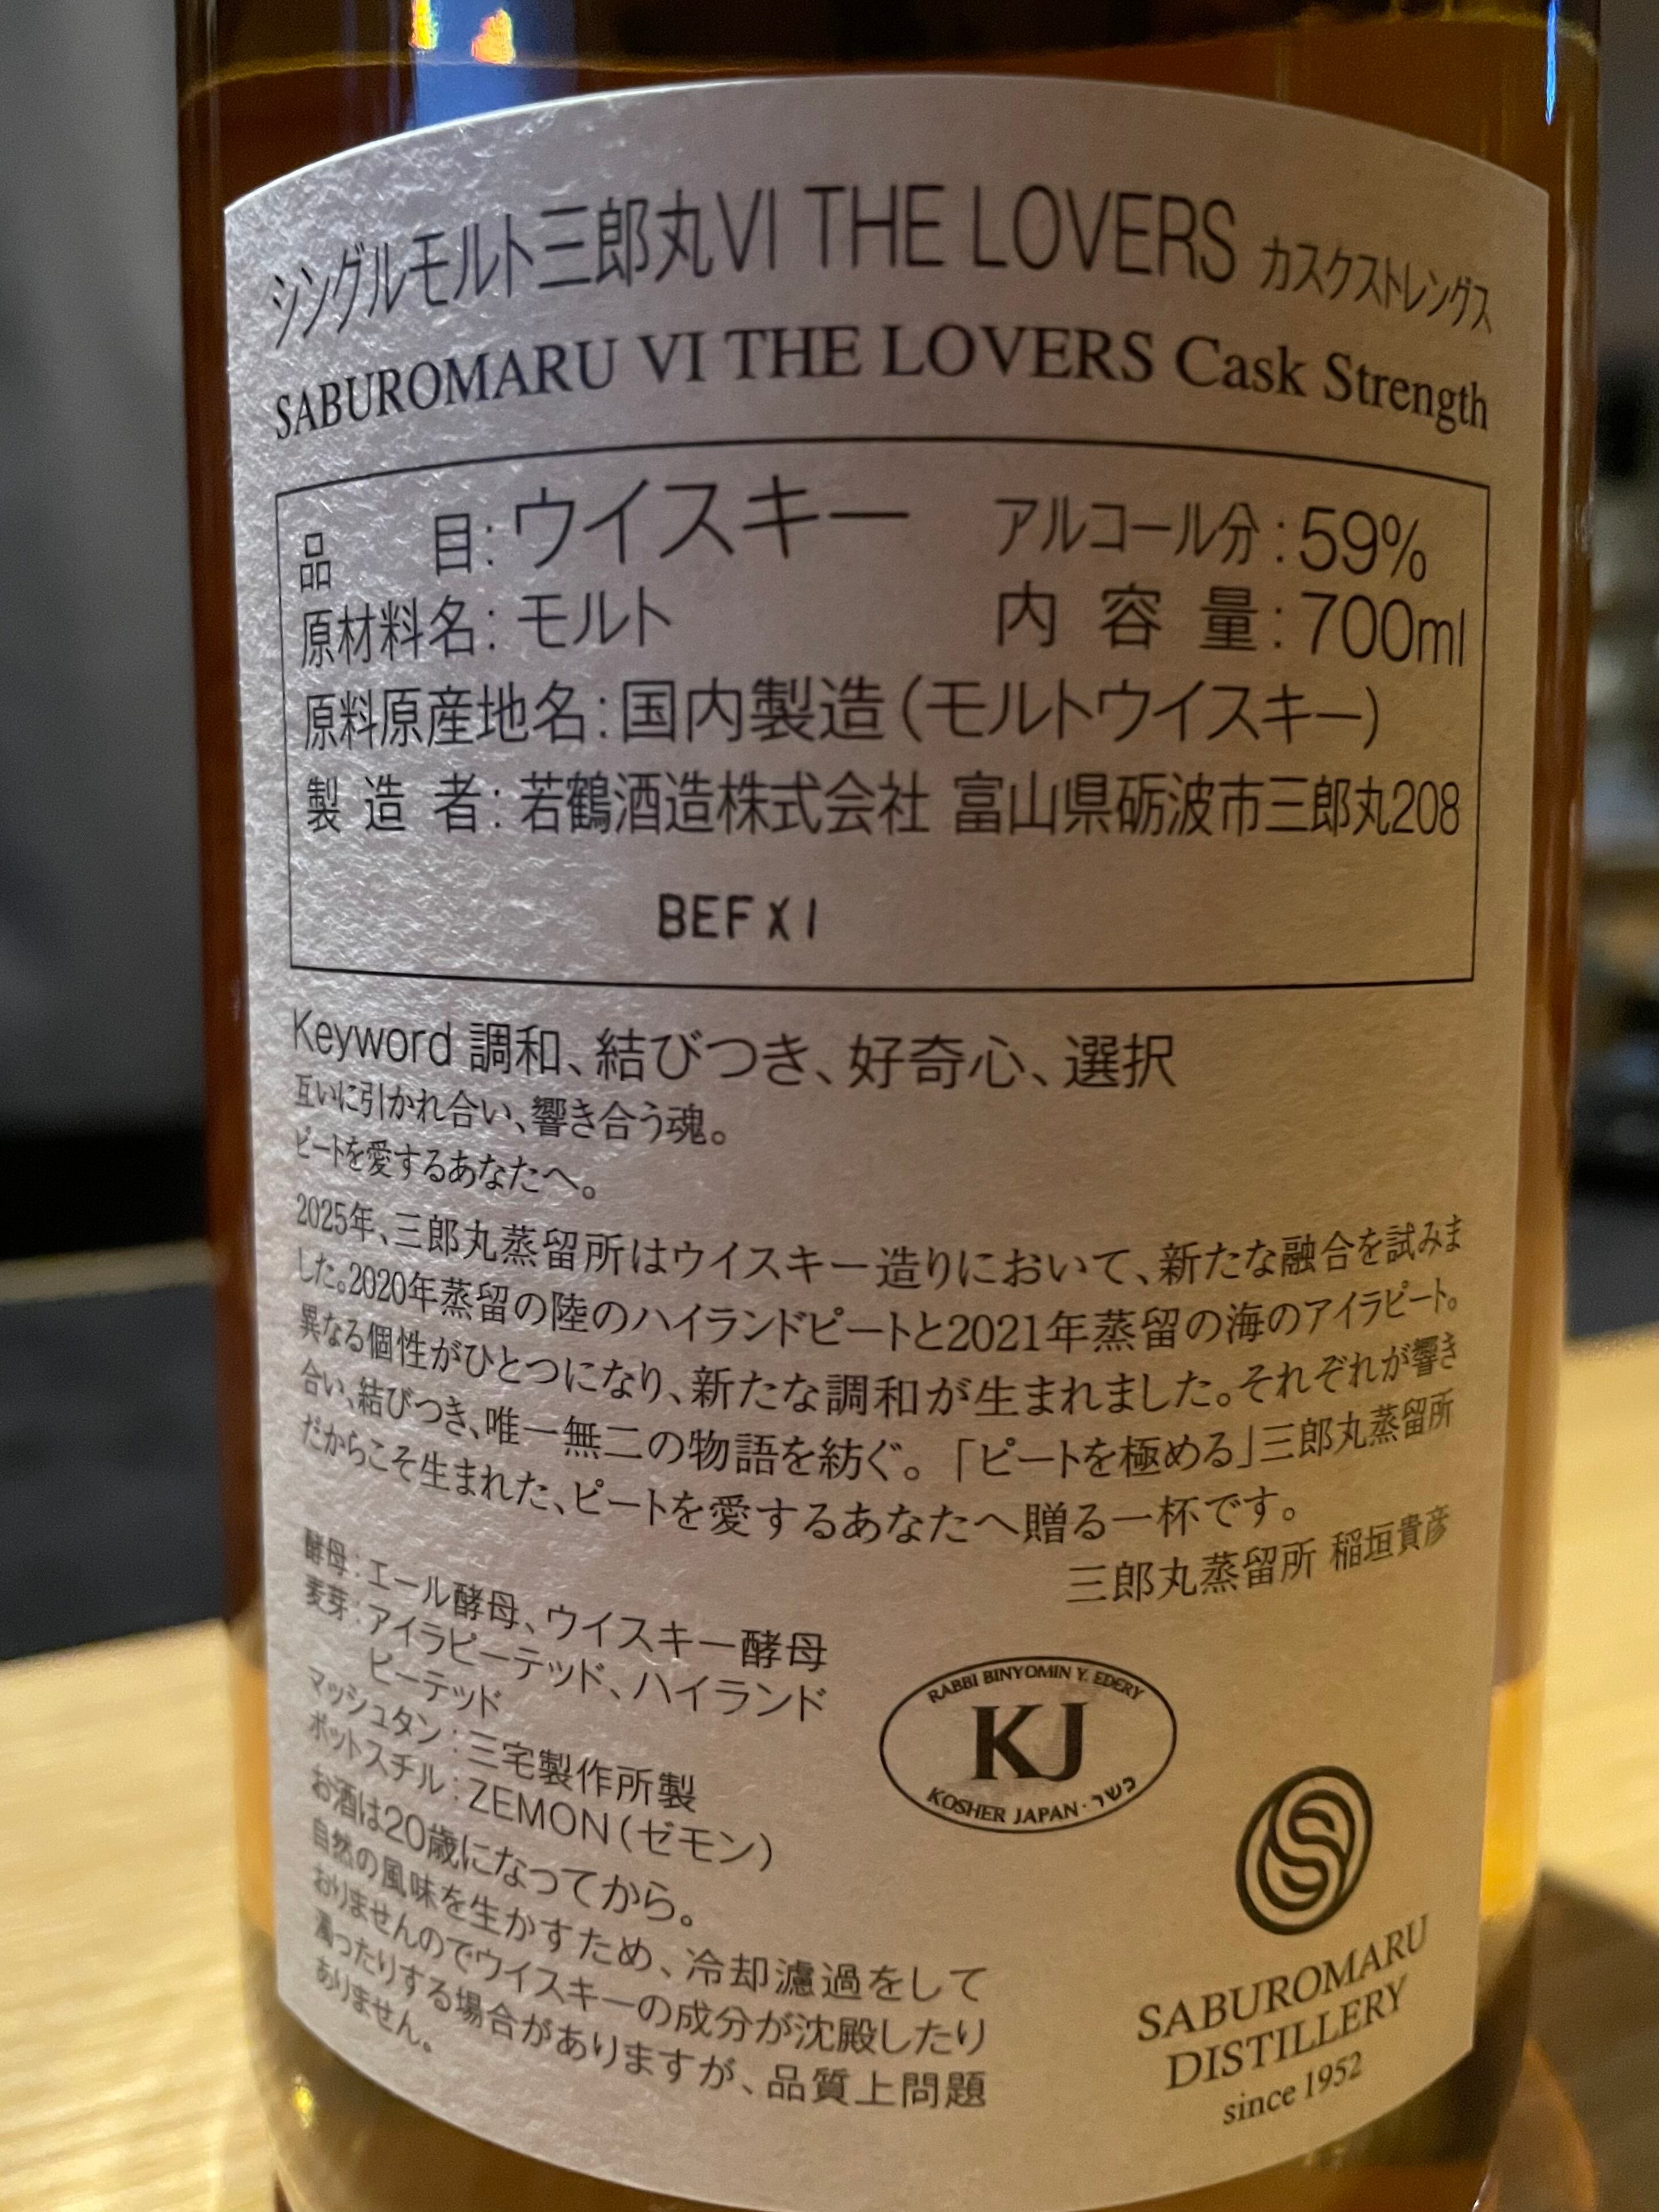 シングルモルト三郎丸VI THE LOVERS カスクストレングス
SABUROMARU VI THE LOVERS Cask Strength
品 目:ウイスキー アルコール分:59%
原材料名:モルト 内容量:700ml
原料原産地名:国内製造(モルトウイスキー)
製造者:若鶴酒造株式会社 富山県砺波市三郎丸208
BEFX1
Keyword 調和、結びつき、好奇心、選択
互いに引かれ合い、響き合う魂。
ピートを愛するあなたへ。
2025年、三郎丸蒸留所はウイスキー造りにおいて、新たな融合を試みま
した。2020年蒸留の陸のハイランドピートと2021年蒸留の海のアイラピート。
異なる個性がひとつになり、新たな調和が生まれました。それぞれが響き
合い、結びつき、唯一無二の物語を紡ぐ。「ピートを極める」三郎丸蒸留所
だからこそ生まれた、ピートを愛するあなたへ贈る一杯です。
三郎丸蒸留所 稲垣貴彦
酵母:エール酵母、ウイスキー酵母
麦芽:アイラピーテッド、ハイランド
ピーテッド
マッシュタン:三宅製作所製
ポットスチル:ZEMON(ゼモン)
お酒は20歳になってから。
自然の風味を生かすため、冷却濾過をして
おりませんのでウイスキーの成分が沈殿したり
濁ったりする場合がありますが、品質上問題
ありません。
RABBI BINYOMIN Y. EDERY
KJ
KOSHER JAPAN · כשר
SABUROMARU
DISTILLERY
since 1952